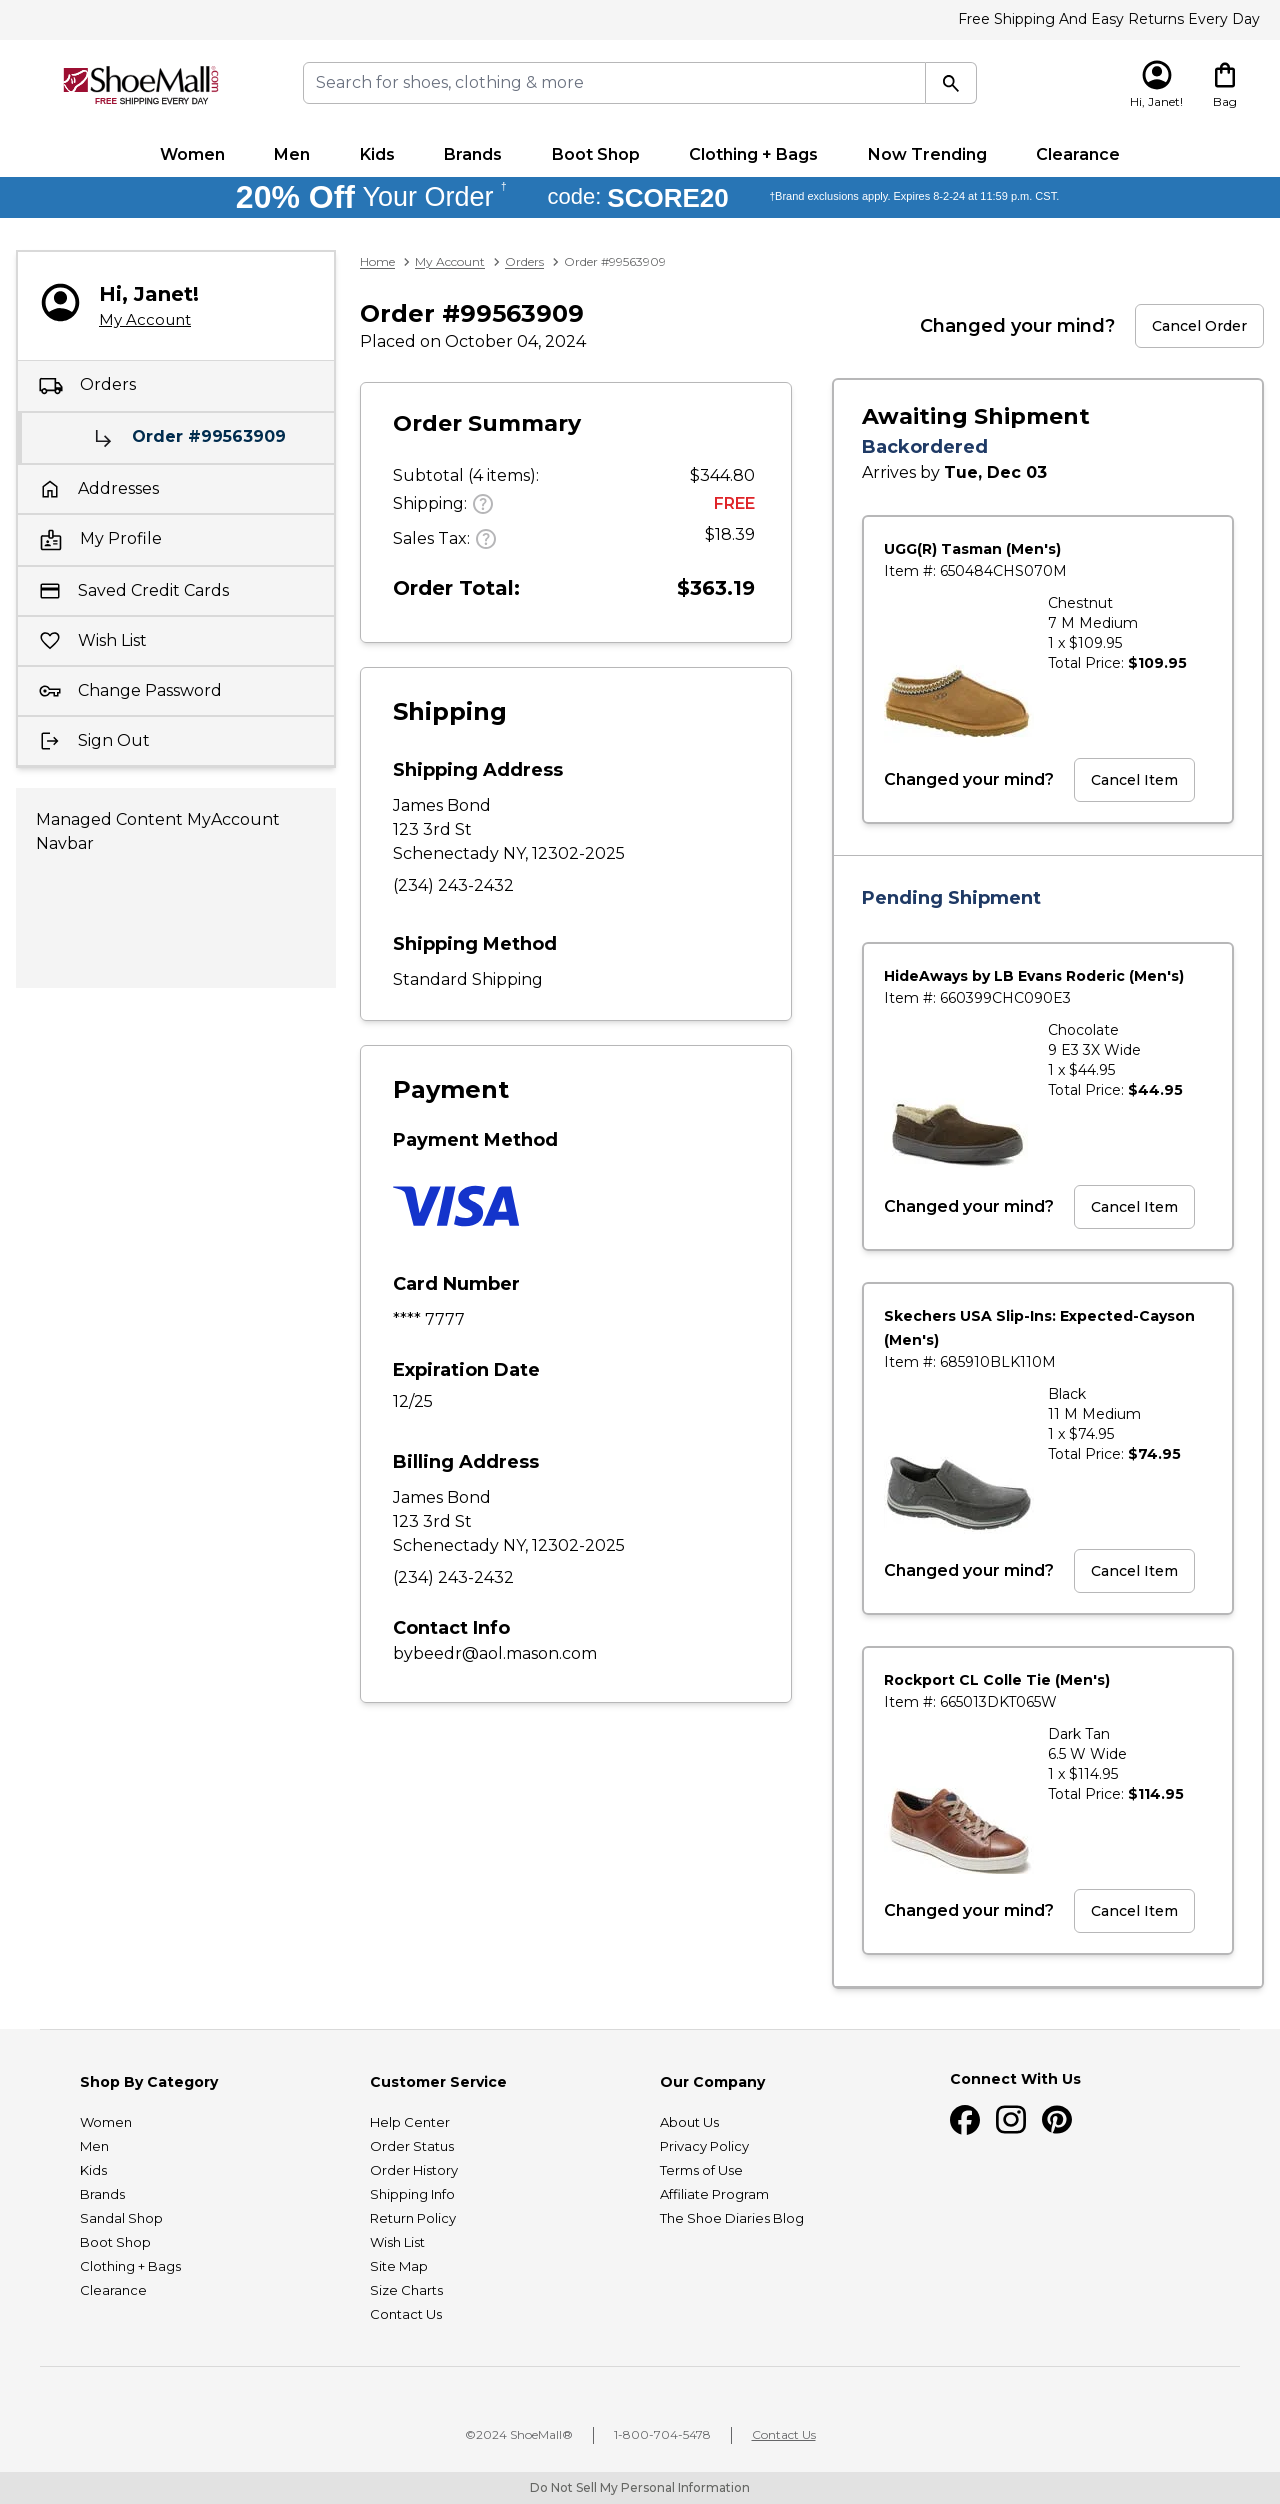 Free Shipping And Easy Returns Every Day
ShoeMall.com
FREE SHIPPING EVERY DAY
Search for shoes, clothing & more
Hi, Janet!
Bag
Women
Men
Kids
Brands
Boot Shop
Clothing + Bags
Now Trending
Clearance
20% Off Your Order † code: SCORE20 †Brand exclusions apply. Expires 8-2-24 at 11:59 p.m. CST.
Hi, Janet!
My Account
Orders
Order #99563909
Addresses
My Profile
Saved Credit Cards
Wish List
Change Password
Sign Out
Managed Content MyAccount
Navbar
Home > My Account > Orders > Order #99563909
Order #99563909
Placed on October 04, 2024
Changed your mind?
Cancel Order
Order Summary
Subtotal (4 items): $344.80
Shipping: ? FREE
Sales Tax: ? $18.39
Order Total: $363.19
Shipping
Shipping Address
James Bond
123 3rd St
Schenectady NY, 12302-2025
(234) 243-2432
Shipping Method
Standard Shipping
Payment
Payment Method
VISA
Card Number
**** 7777
Expiration Date
12/25
Billing Address
James Bond
123 3rd St
Schenectady NY, 12302-2025
(234) 243-2432
Contact Info
bybeedr@aol.mason.com
Awaiting Shipment
Backordered
Arrives by Tue, Dec 03
UGG(R) Tasman (Men's)
Item #: 650484CHS070M
Chestnut
7 M Medium
1 x $109.95
Total Price: $109.95
Changed your mind?
Cancel Item
Pending Shipment
HideAways by LB Evans Roderic (Men's)
Item #: 660399CHC090E3
Chocolate
9 E3 3X Wide
1 x $44.95
Total Price: $44.95
Changed your mind?
Cancel Item
Skechers USA Slip-Ins: Expected-Cayson
(Men's)
Item #: 685910BLK110M
Black
11 M Medium
1 x $74.95
Total Price: $74.95
Changed your mind?
Cancel Item
Rockport CL Colle Tie (Men's)
Item #: 665013DKT065W
Dark Tan
6.5 W Wide
1 x $114.95
Total Price: $114.95
Changed your mind?
Cancel Item
Shop By Category
Women
Men
Kids
Brands
Sandal Shop
Boot Shop
Clothing + Bags
Clearance
Customer Service
Help Center
Order Status
Order History
Shipping Info
Return Policy
Wish List
Site Map
Size Charts
Contact Us
Our Company
About Us
Privacy Policy
Terms of Use
Affiliate Program
The Shoe Diaries Blog
Connect With Us
©2024 ShoeMall® | 1-800-704-5478 | Contact Us
Do Not Sell My Personal Information